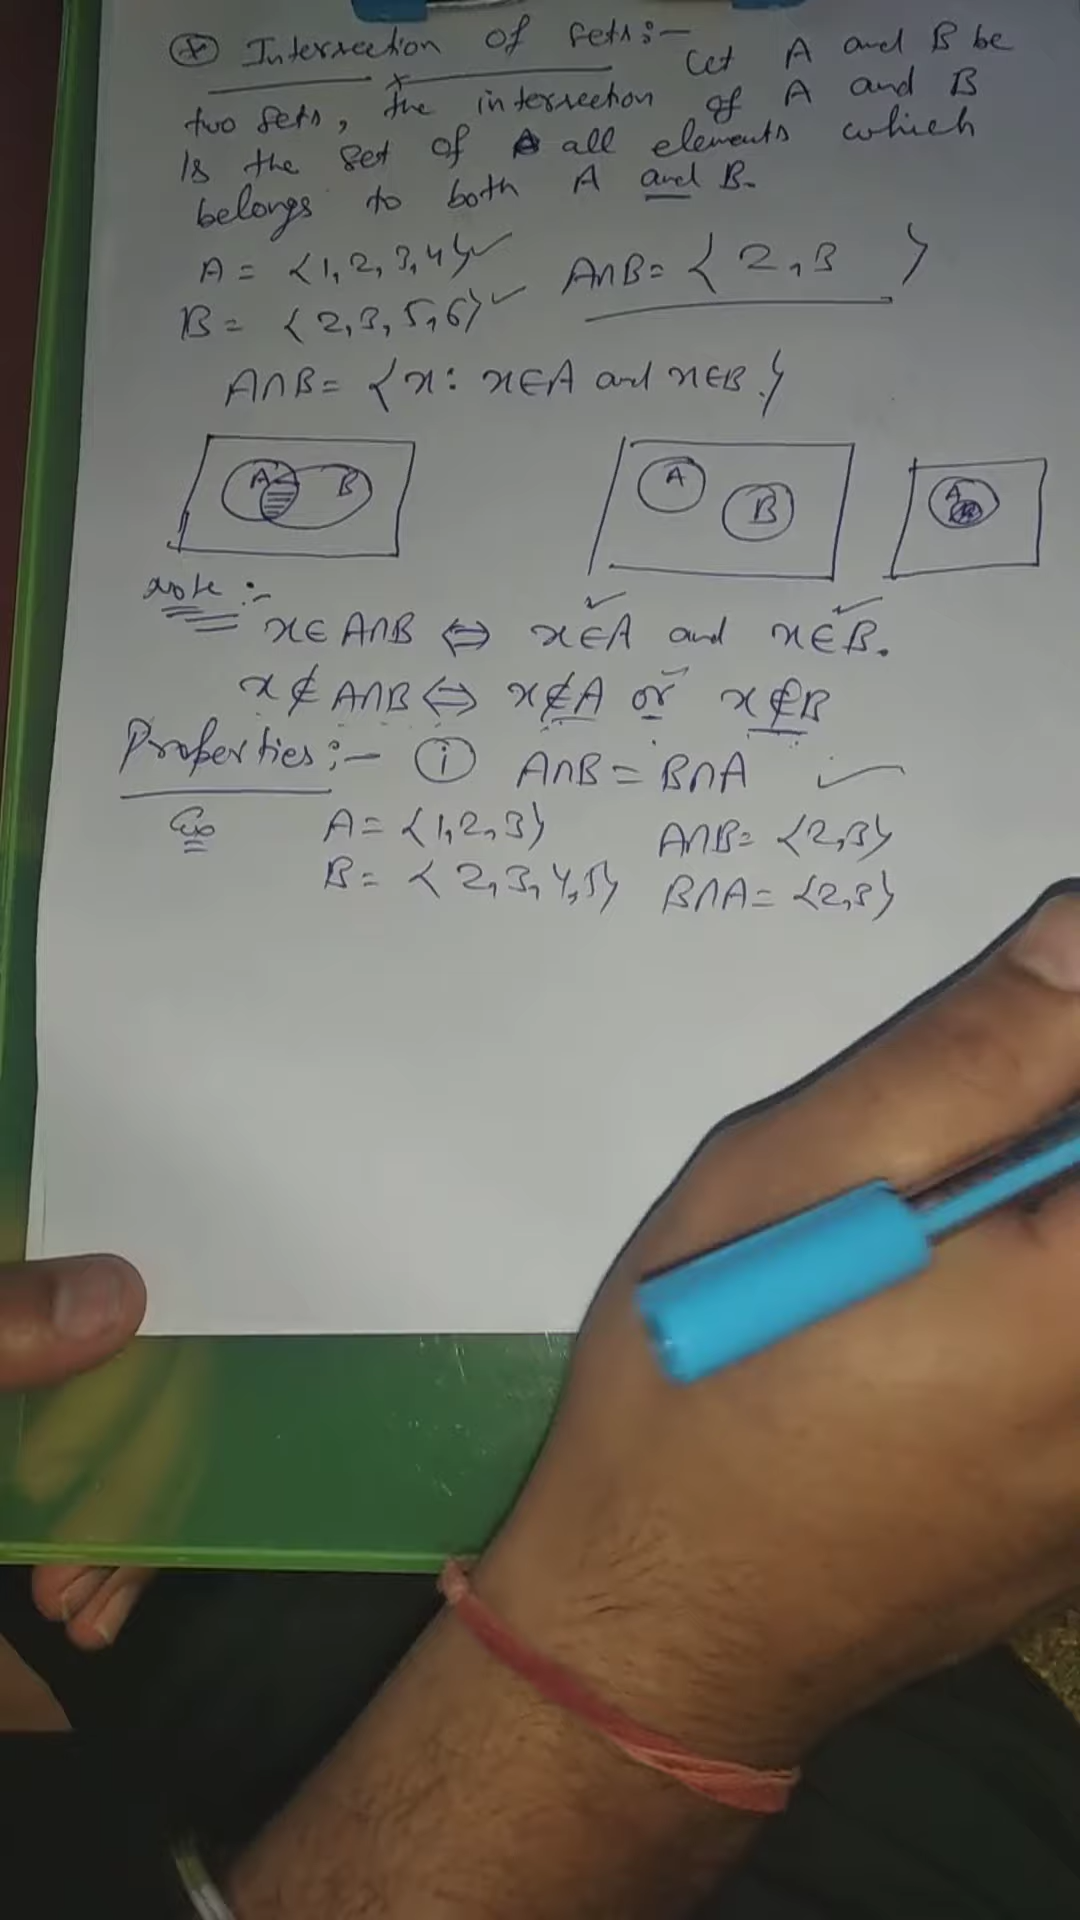 * Intersection of sets:- Let A and B be
two sets, the intersection of A and B
Is the set of all elements which
belongs to both A and B.
A = {1, 2, 3, 4} ✓ A∩B = { 2, 3 }
B = {2, 3, 5, 6} ✓
A∩B = {x : x∈A and x∈B.}
A B
A B
A B
note :-
x∈ A∩B ⇔ x∈A and x∈B.
x∉ A∩B ⇔ x∉A or x∉B
Properties :- (i) A∩B = B∩A ✓
A = {1, 2, 3} A∩B = {2, 3}
B = { 2, 3, 4, 5} B∩A = {2, 3}